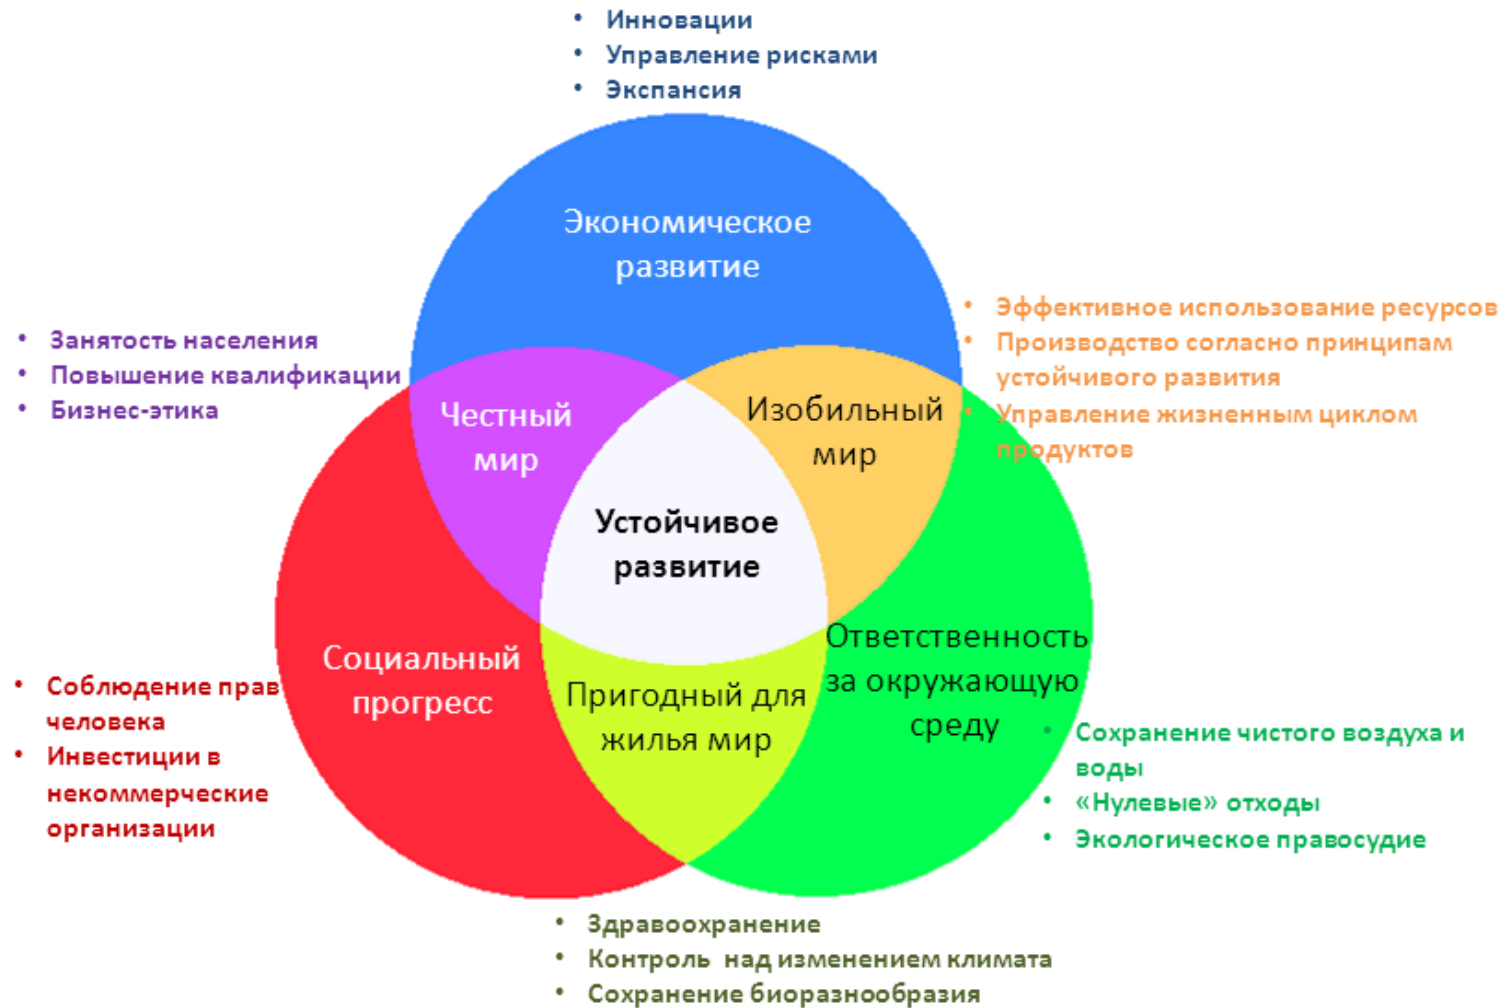 • Инновации
• Управление рисками
• Экспансия
Экономическое
развитие
• Занятость населения
• Повышение квалификации
• Бизнес-этика
• Эффективное использование ресурсов
• Производство согласно принципам
устойчивого развития
• Управление жизненным циклом
продуктов
Честный
мир
Изобильный
мир
Устойчивое
развитие
Социальный
прогресс
Пригодный для
жилья мир
Ответственность
за окружающую
среду
• Соблюдение прав
человека
• Инвестиции в
некоммерческие
организации
• Сохранение чистого воздуха и
воды
• «Нулевые» отходы
• Экологическое правосудие
• Здравоохранение
• Контроль  над изменением климата
• Сохранение биоразнообразия